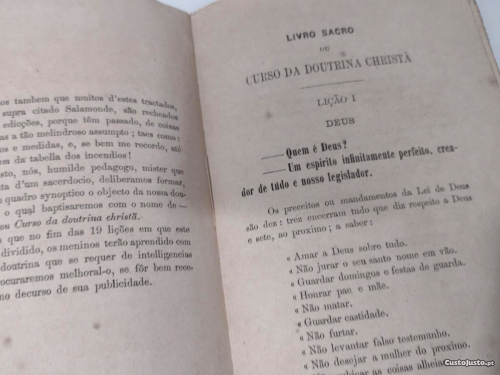 os tambem que muitos d'estes tractados,
supra citado Salamonde, são rechendos
edicções, porque têm passado, de coisas
as a tão melindroso assumpto; taes como:
os e medidas, e, se bem me recordo, até
s da tabella dos incendios!
sto, nós, humilde pedagogo, mister que
ta d'um sacerdocio, deliberamos formar,
quadro synoptico o objecto da nossa dou-
o qual baptisaremos com o nome de—
ou Curso da doutrina christã.
que no fim das 19 lições em que este
dividido, os meninos terão aprendido com
doutrina que se requer de intelligencias
rocuraremos melhoral-o, se fôr bem rece-
no decurso de sua publicidade.
LIVRO SACRO
OU
CURSO DA DOUTRINA CHRISTÃ
LIÇÃO I
DEUS
——Quem é Deus?
——Um espirito infinitamente perfeito, crea-
dor de tudo e nosso legislador.
Os preceitos ou mandamentos da Lei de Deus
são dez: tres encerram tudo que diz respeito a Deus
e sete, ao proximo; a saber:
« Amar a Deus sobre tudo.
« Não jurar o seu santo nome em vão.
« Guardar domingos e festas de guarda.
« Honrar pae e mãe.
« Não matar.
« Guardar castidade.
« Não furtar.
« Não levantar falso testemunho.
« Não desejar a mulher do proximo.
as coisas alheias
CustoJusto.pt